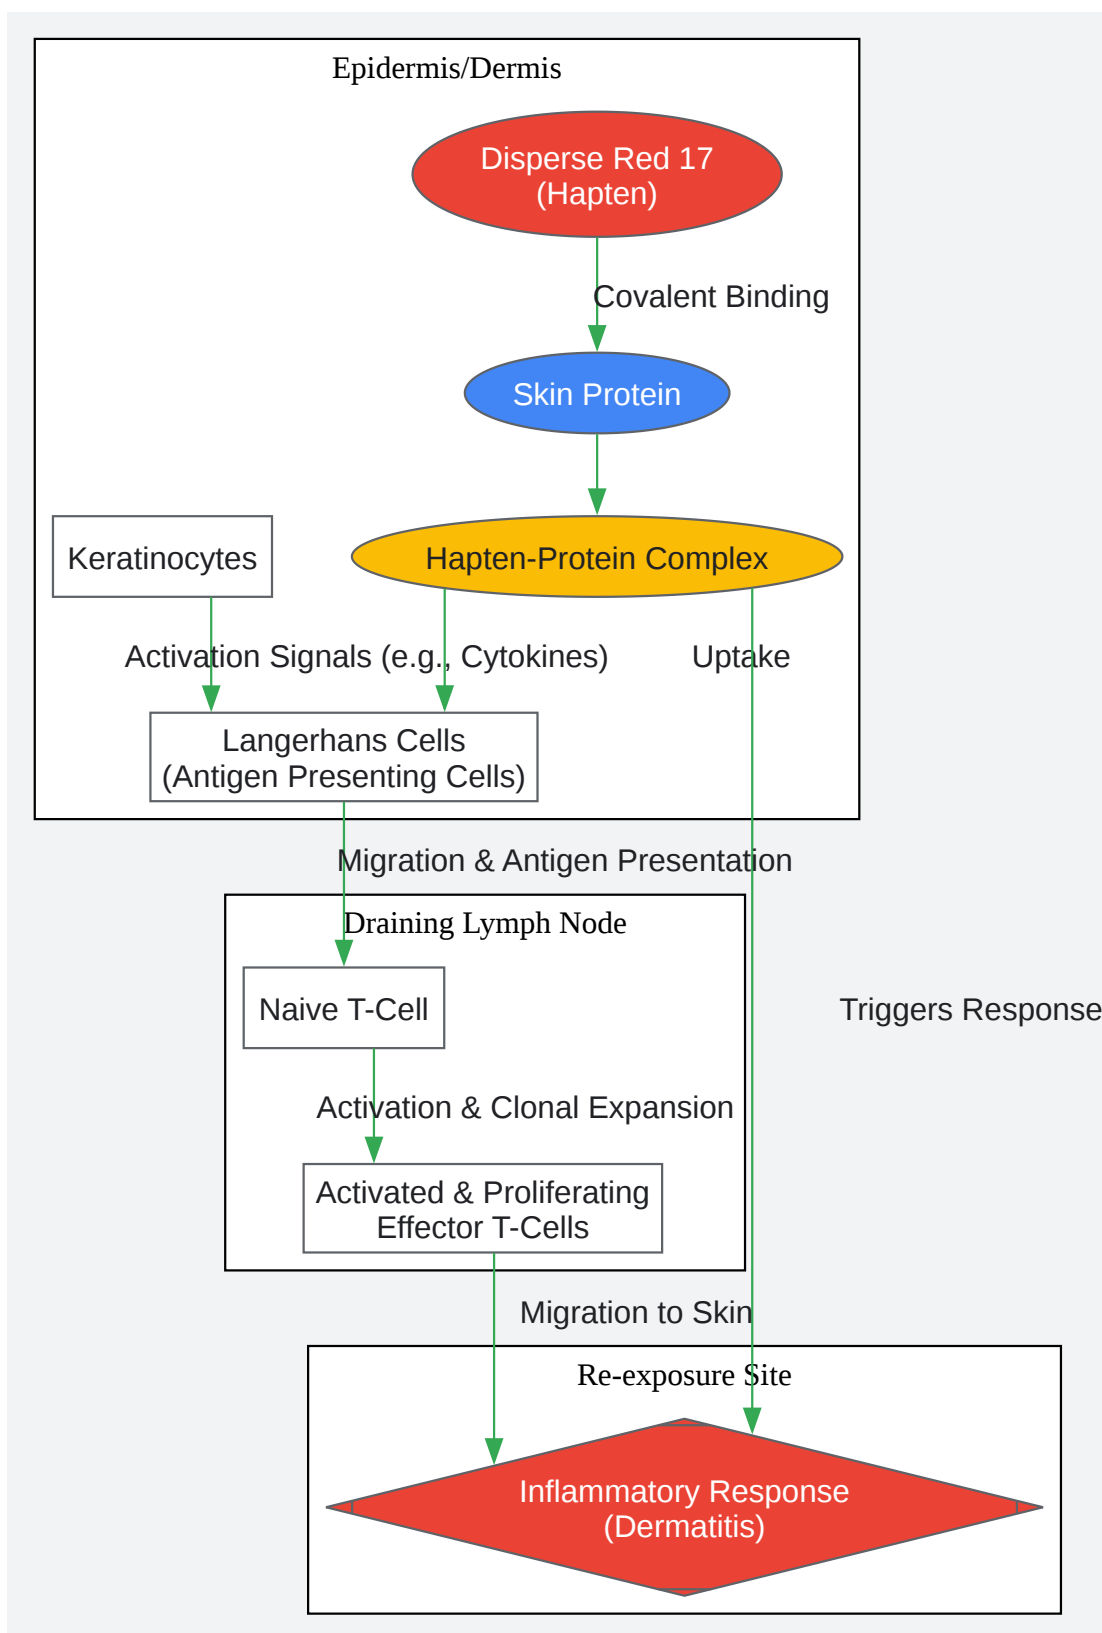 Epidermis/Dermis
Disperse Red 17
(Hapten)
Covalent Binding
Skin Protein
Keratinocytes
Hapten-Protein Complex
Activation Signals (e.g., Cytokines)
Uptake
Langerhans Cells
(Antigen Presenting Cells)
Migration & Antigen Presentation
Draining Lymph Node
Naive T-Cell
Triggers Response
Activation & Clonal Expansion
Activated & Proliferating
Effector T-Cells
Migration to Skin
Re-exposure Site
Inflammatory Response
(Dermatitis)